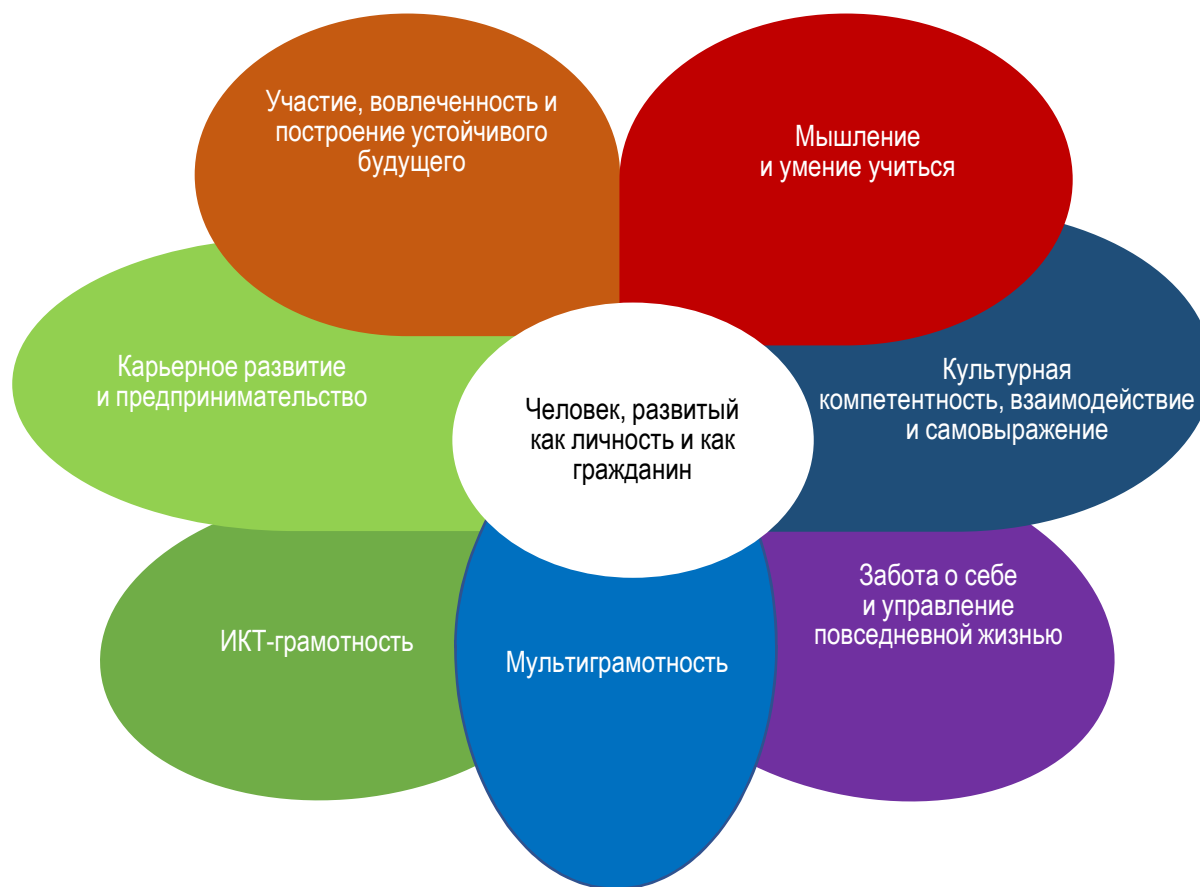 Участие, вовлеченность и
построение устойчивого
будущего
Мышление
и умение учиться
Карьерное развитие
и предпринимательство
Человек, развитый
как личность и как
гражданин
Культурная
компетентность, взаимодействие
и самовыражение
ИКТ-грамотность
Мультиграмотность
Забота о себе
и управление
повседневной жизнью